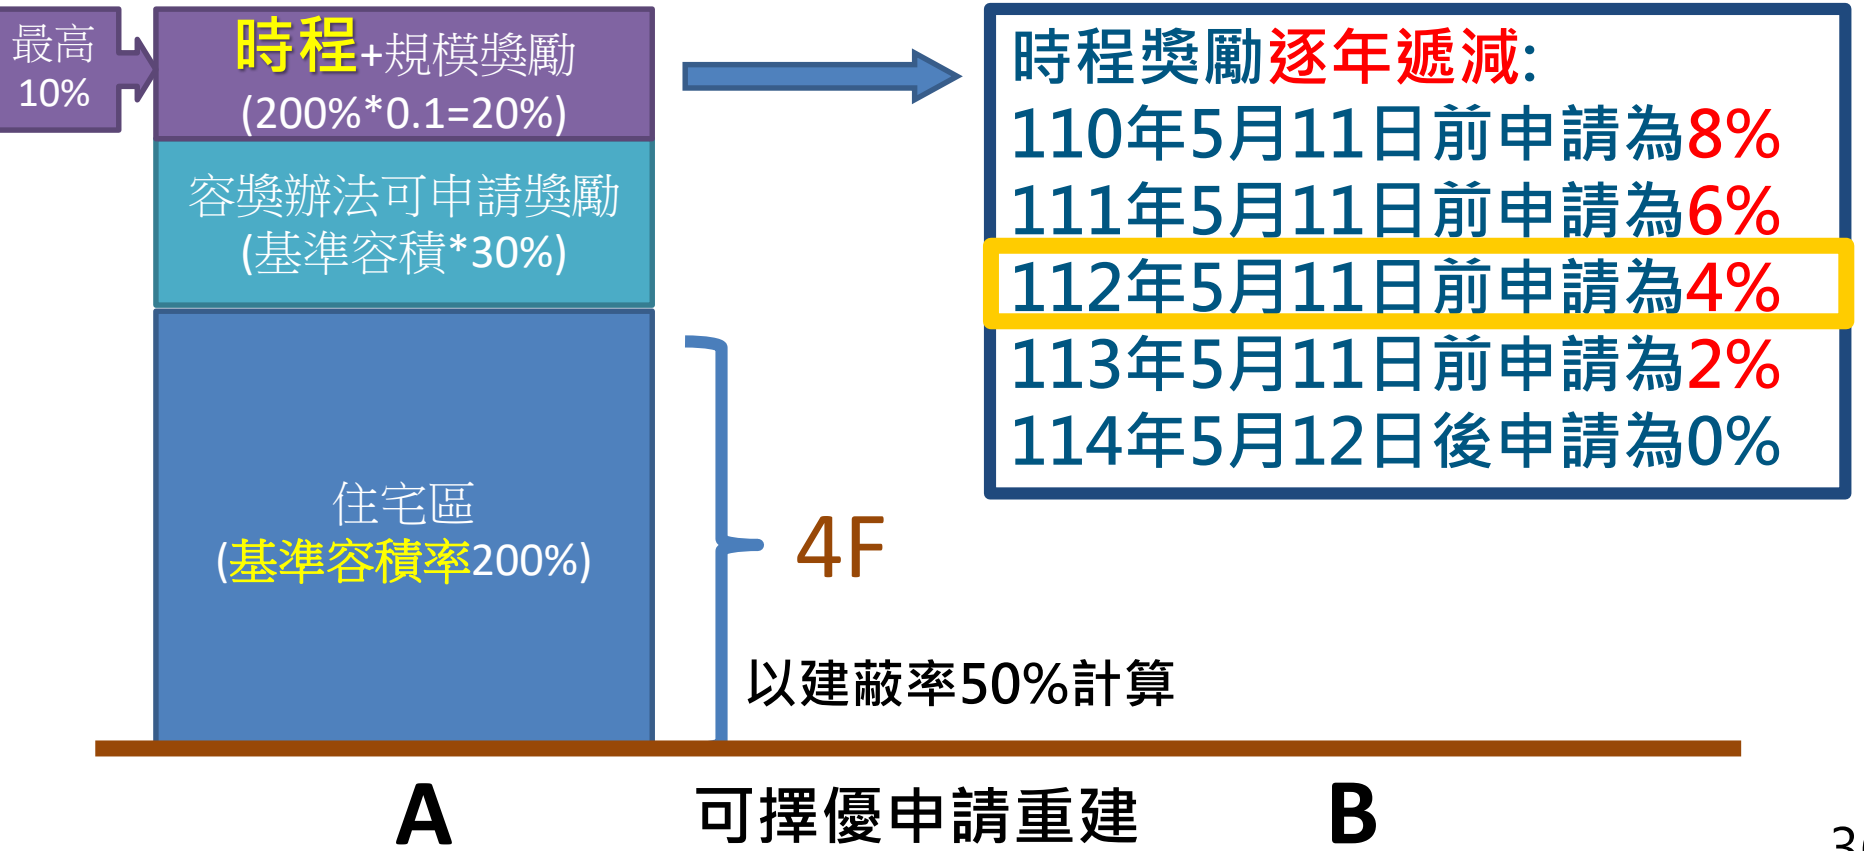 最高
10%
時程+規模獎勵
(200%*0.1=20%)
容獎辦法可申請獎勵
(基準容積*30%)
住宅區
(基準容積率200%)
時程獎勵逐年遞減:
110年5月11日前申請為8%
111年5月11日前申請為6%
112年5月11日前申請為4%
113年5月11日前申請為2%
114年5月12日後申請為0%
4F
以建蔽率50%計算
A
可擇優申請重建
B